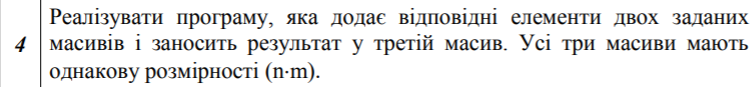 Реалізувати програму, яка додає відповідні елементи двох заданих
4 масивів і заносить результат у третій масив. Усі три масиви мають
однакову розмірності (n·m).